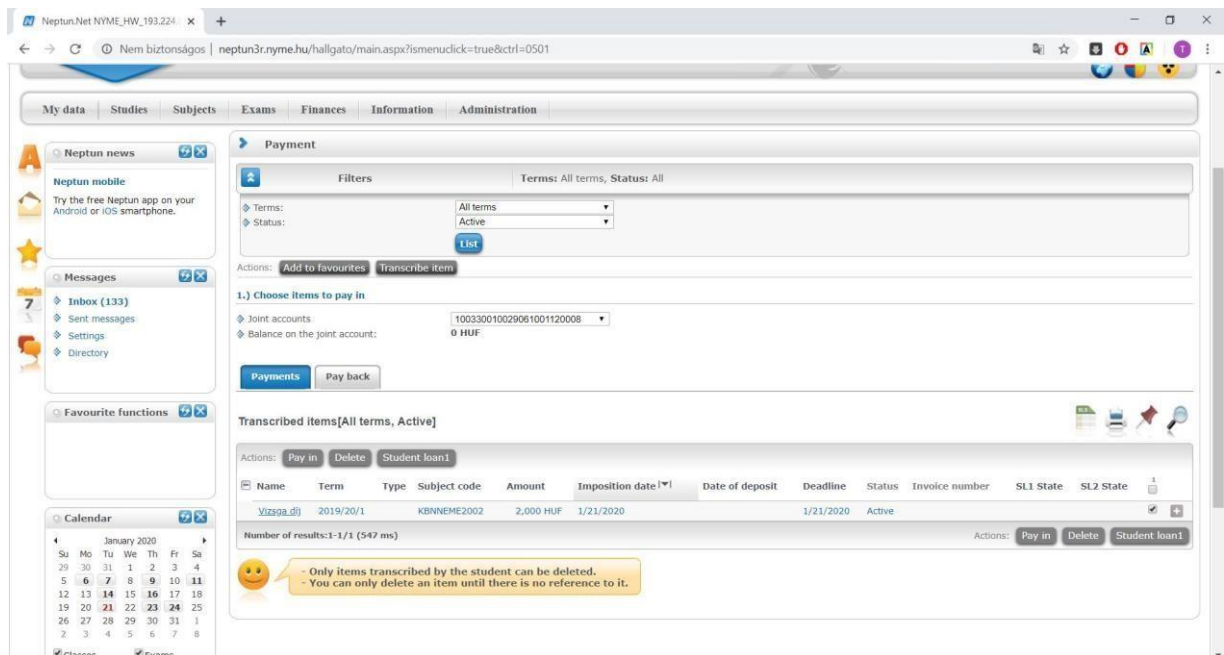 Neptun.Net NYME_HW_193.224.
Nem biztonságos | neptun3r.nyme.hu/hallgato/main.aspx?ismenuclick=true&ctrl=0501
T
My data Studies Subjects Exams Finances Information Administration
Neptun news
Neptun mobile
Try the free Neptun app on your
Android or iOS smartphone.
7
Messages
Inbox (133)
Sent messages
Settings
Directory
Favourite functions
Calendar
January 2020
Su Mo Tu We Th Fr Sa
29 30 31 1 2 3 4
5 6 7 8 9 10 11
12 13 14 15 16 17 18
19 20 21 22 23 24 25
26 27 28 29 30 31 1
2 3 4 5 6 7 8
Classes Exams
Payment
Filters Terms: All terms, Status: All
Terms: All terms
Status: Active
List
Actions: Add to favourites Transcribe item
1.) Choose items to pay in
Joint accounts 100330010029061001120008
Balance on the joint account: 0 HUF
Payments Pay back
Transcribed items[All terms, Active]
Actions: Pay in Delete Student loan1
Name Term Type Subject code Amount Imposition date Date of deposit Deadline Status Invoice number SL1 State SL2 State 1
Vizsga díj 2019/20/1 KBNNEME2002 2,000 HUF 1/21/2020 1/21/2020 Active
Number of results:1-1/1 (547 ms) Actions: Pay in Delete Student loan1
- Only items transcribed by the student can be deleted.
- You can only delete an item until there is no reference to it.